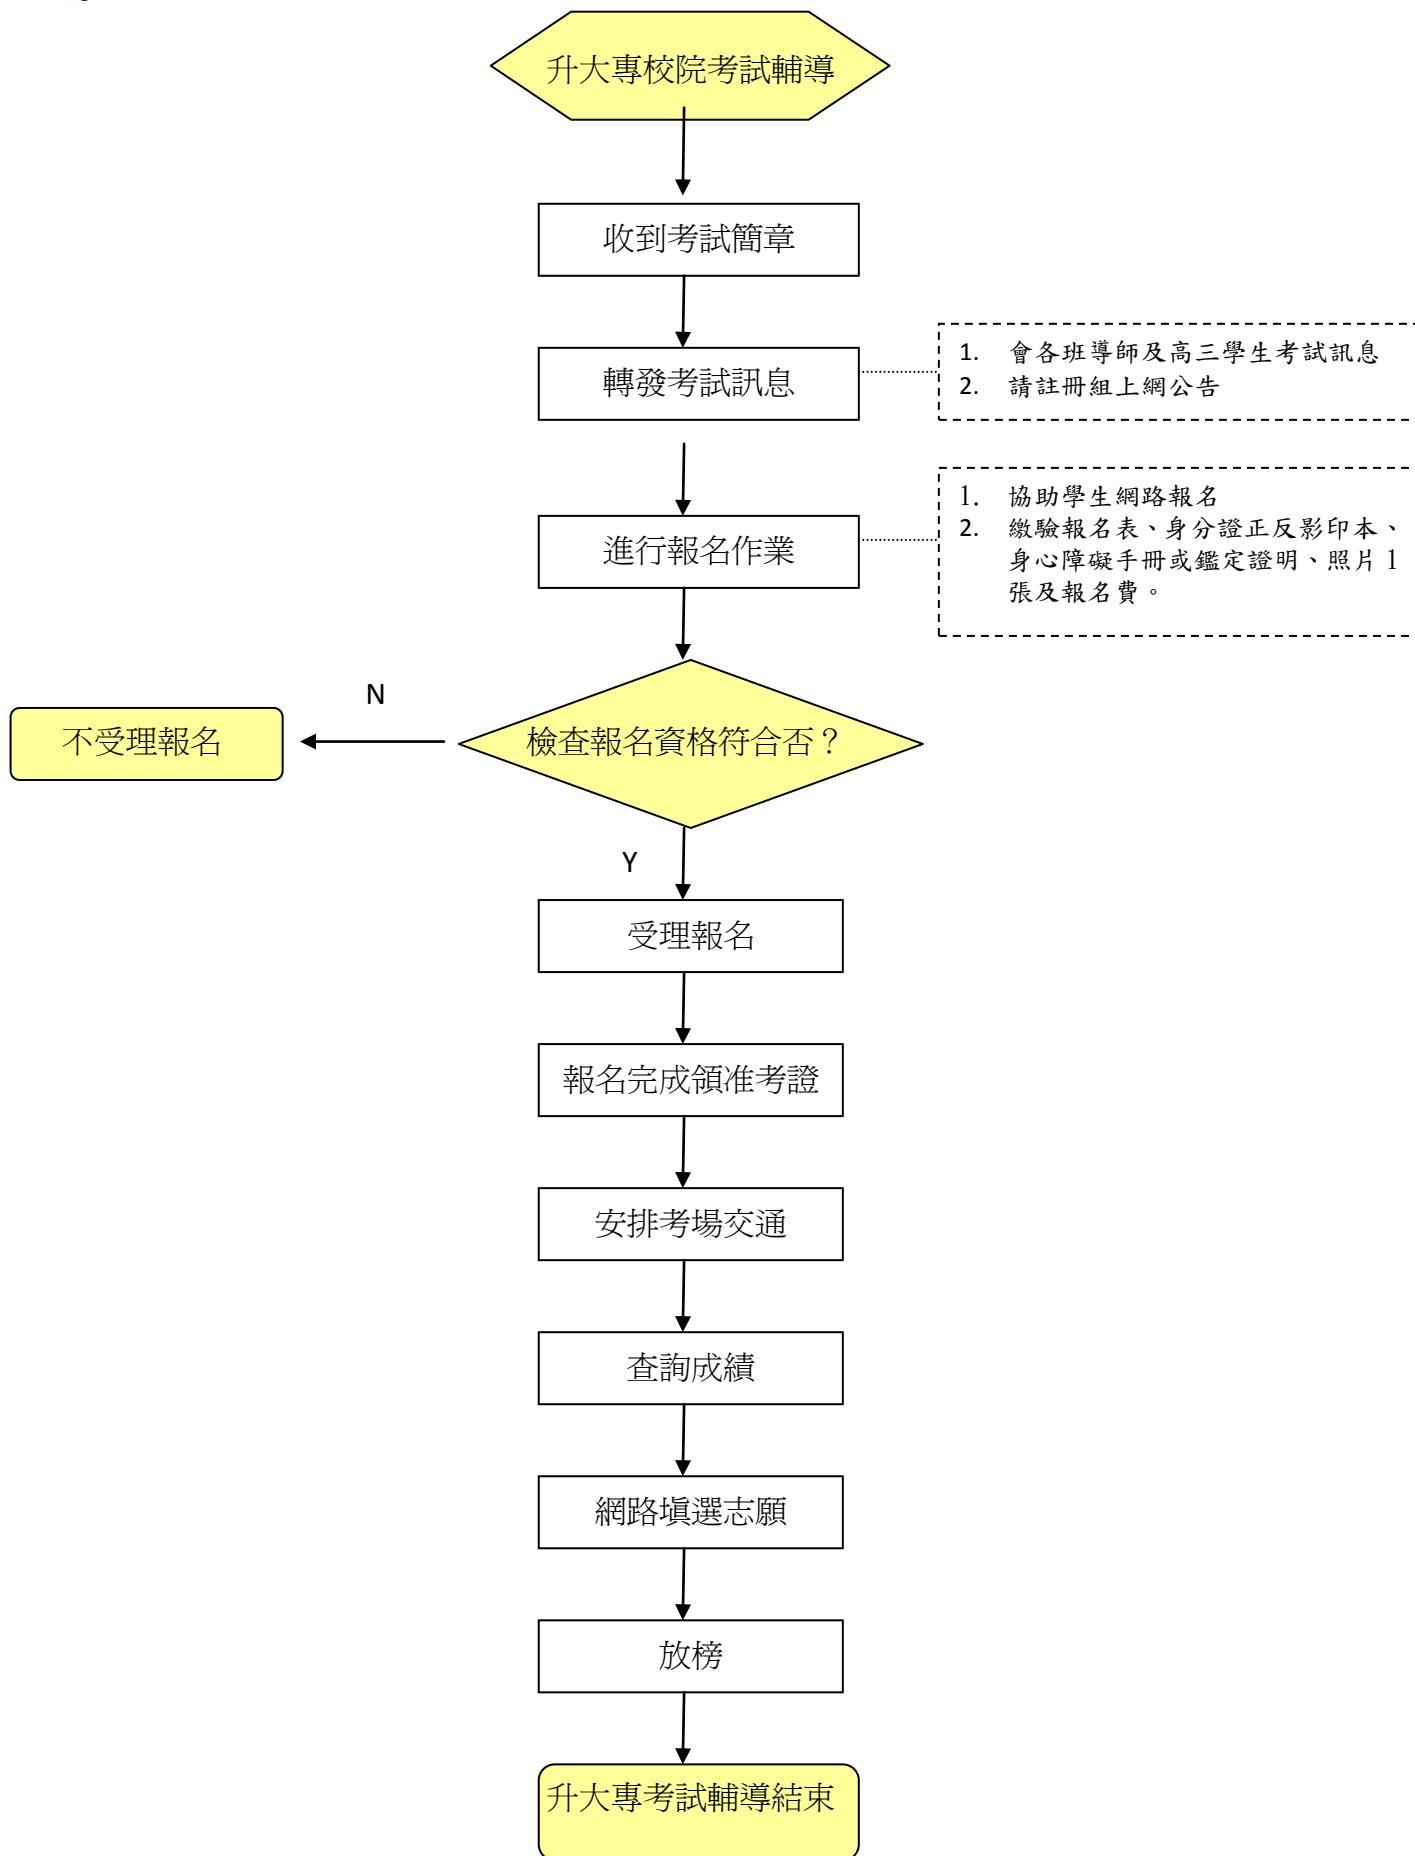 升大專校院考試輔導
收到考試簡章
轉發考試訊息
1. 會各班導師及高三學生考試訊息
2. 請註冊組上網公告
進行報名作業
1. 協助學生網路報名
2. 繳驗報名表、身分證正反影印本、
身心障礙手冊或鑑定證明、照片 1
張及報名費。
檢查報名資格符合否？
N
不受理報名
Y
受理報名
報名完成領准考證
安排考場交通
查詢成績
網路填選志願
放榜
升大專考試輔導結束